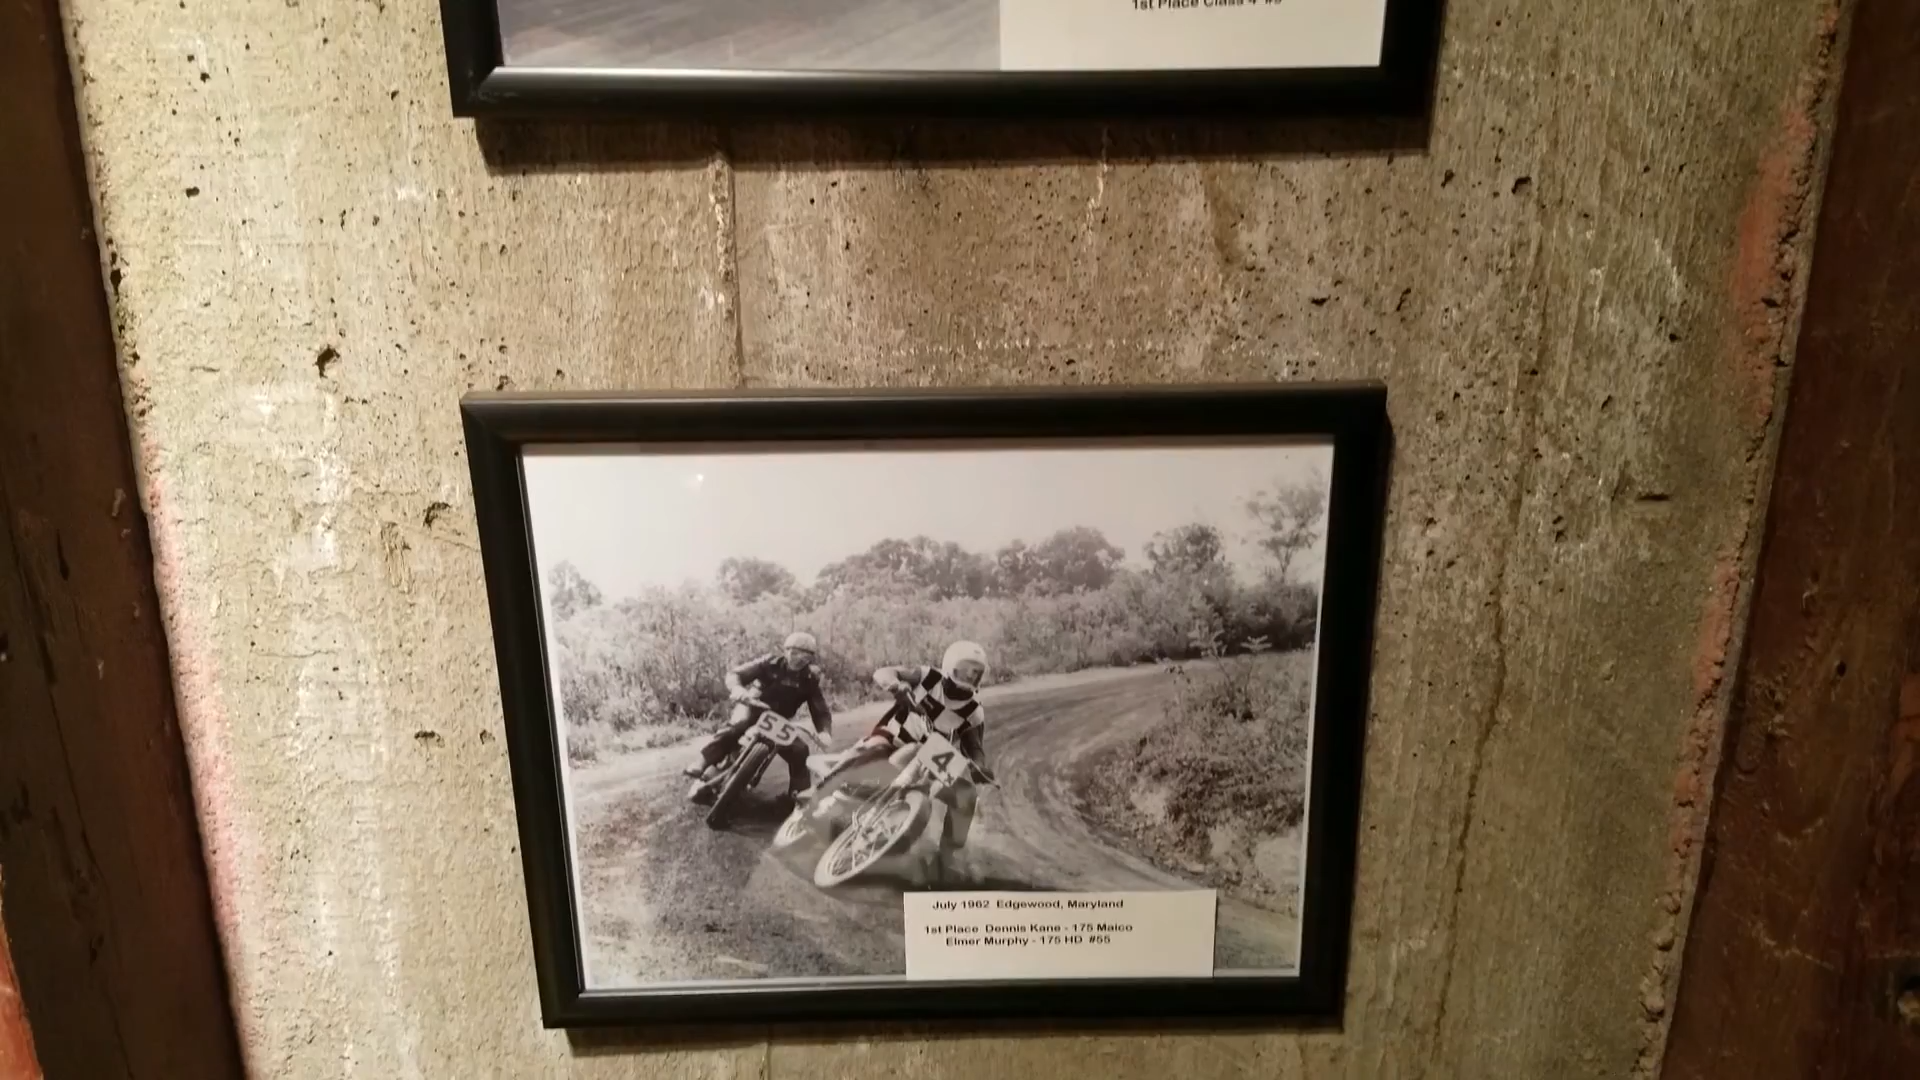 1st Place Class 4 #5
55
4
July 1962 Edgewood, Maryland
1st Place Dennis Kane - 175 Maico
Elmer Murphy - 175 HD #55